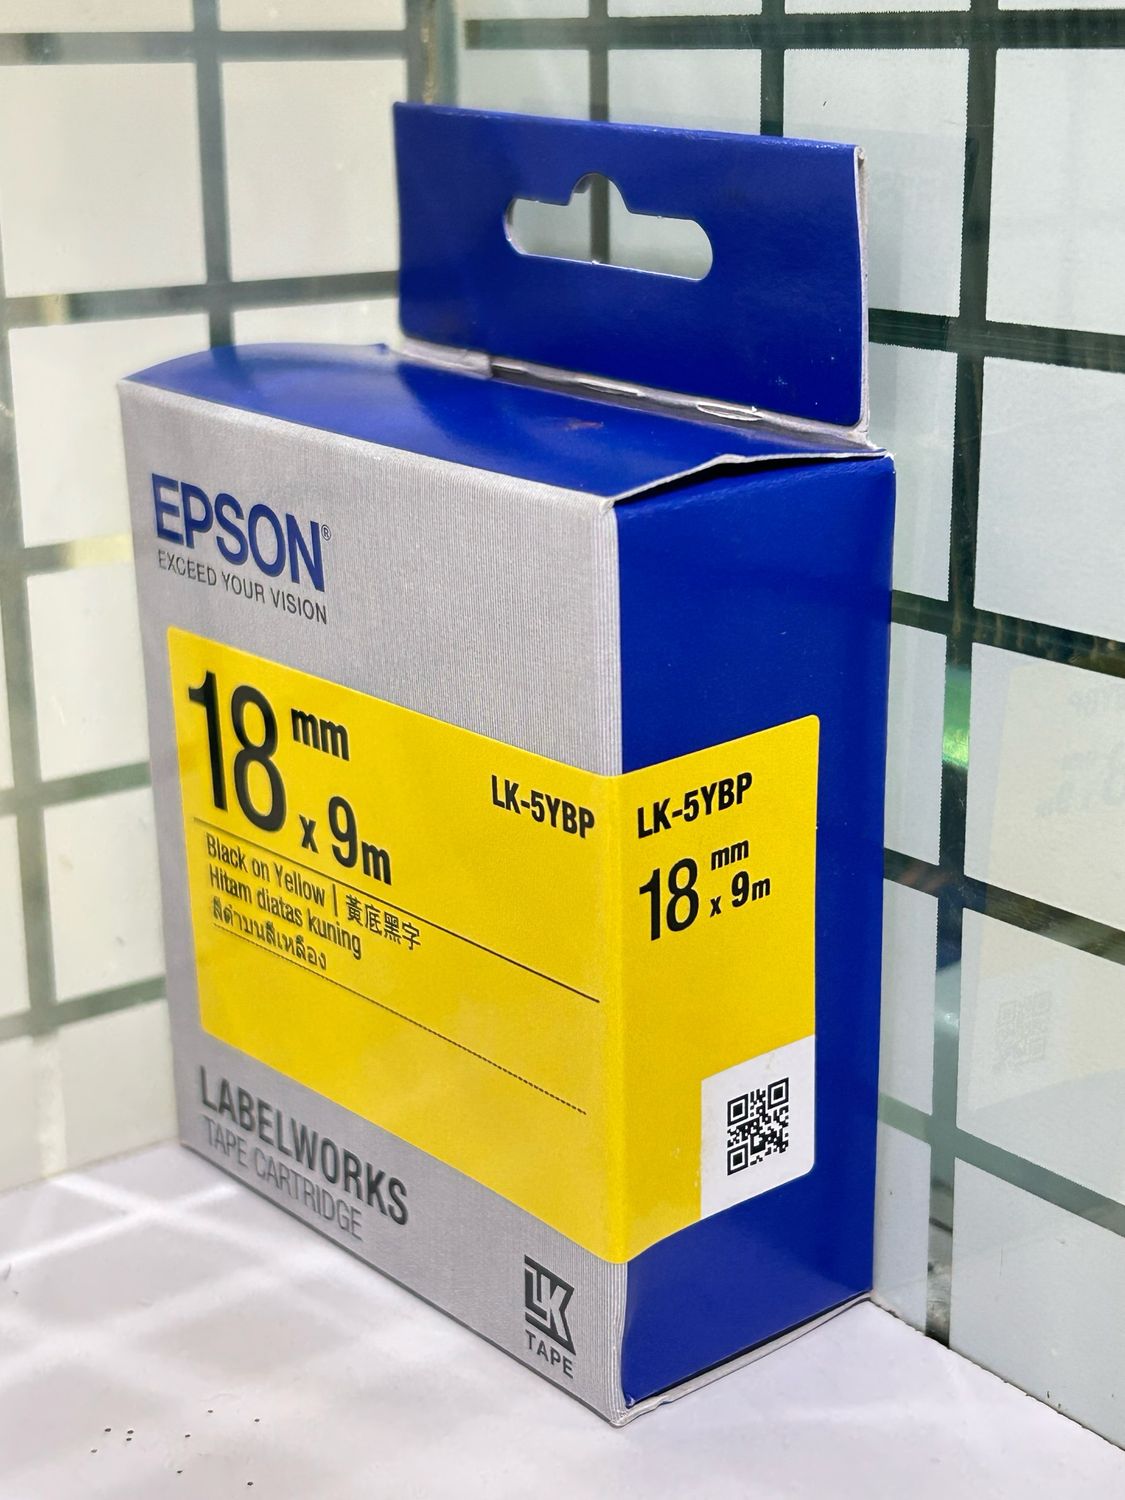 EPSON®
EXCEED YOUR VISION
18 mm x 9m
LK-5YBP
Black on Yellow | 黃底黑字
Hitam diatas kuning
สีดำบนสีเหลือง
LABELWORKS
TAPE CARTRIDGE
LK
TAPE
LK-5YBP
18 mm x 9m